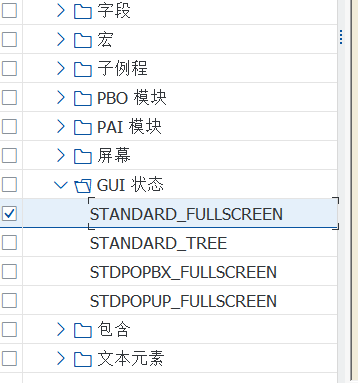 字段
宏
子例程
PBO 模块
PAI 模块
屏幕
GUI 状态
STANDARD_FULLSCREEN
STANDARD_TREE
STDPOPBX_FULLSCREEN
STDPOPUP_FULLSCREEN
包含
文本元素